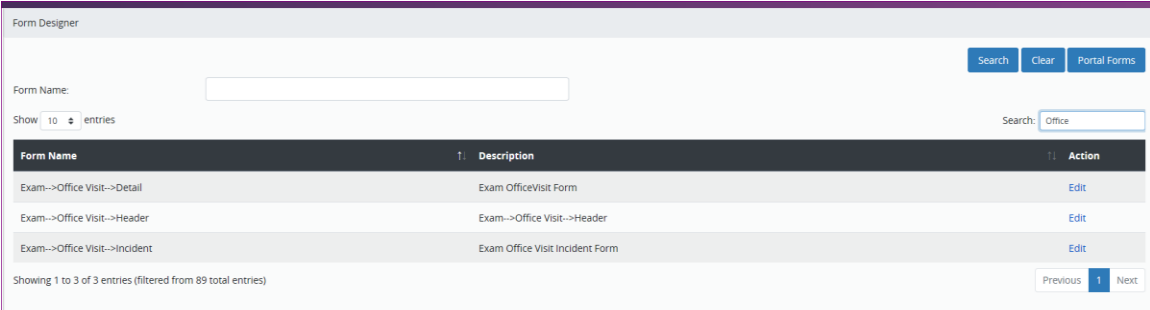 Form Designer
Search Clear Portal Forms
Form Name:
Show 10 entries Search: Office
Form Name Description Action
Exam-->Office Visit-->Detail Exam OfficeVisit Form Edit
Exam-->Office Visit-->Header Exam-->Office Visit-->Header Edit
Exam-->Office Visit-->Incident Exam Office Visit Incident Form Edit
Showing 1 to 3 of 3 entries (filtered from 89 total entries) Previous 1 Next